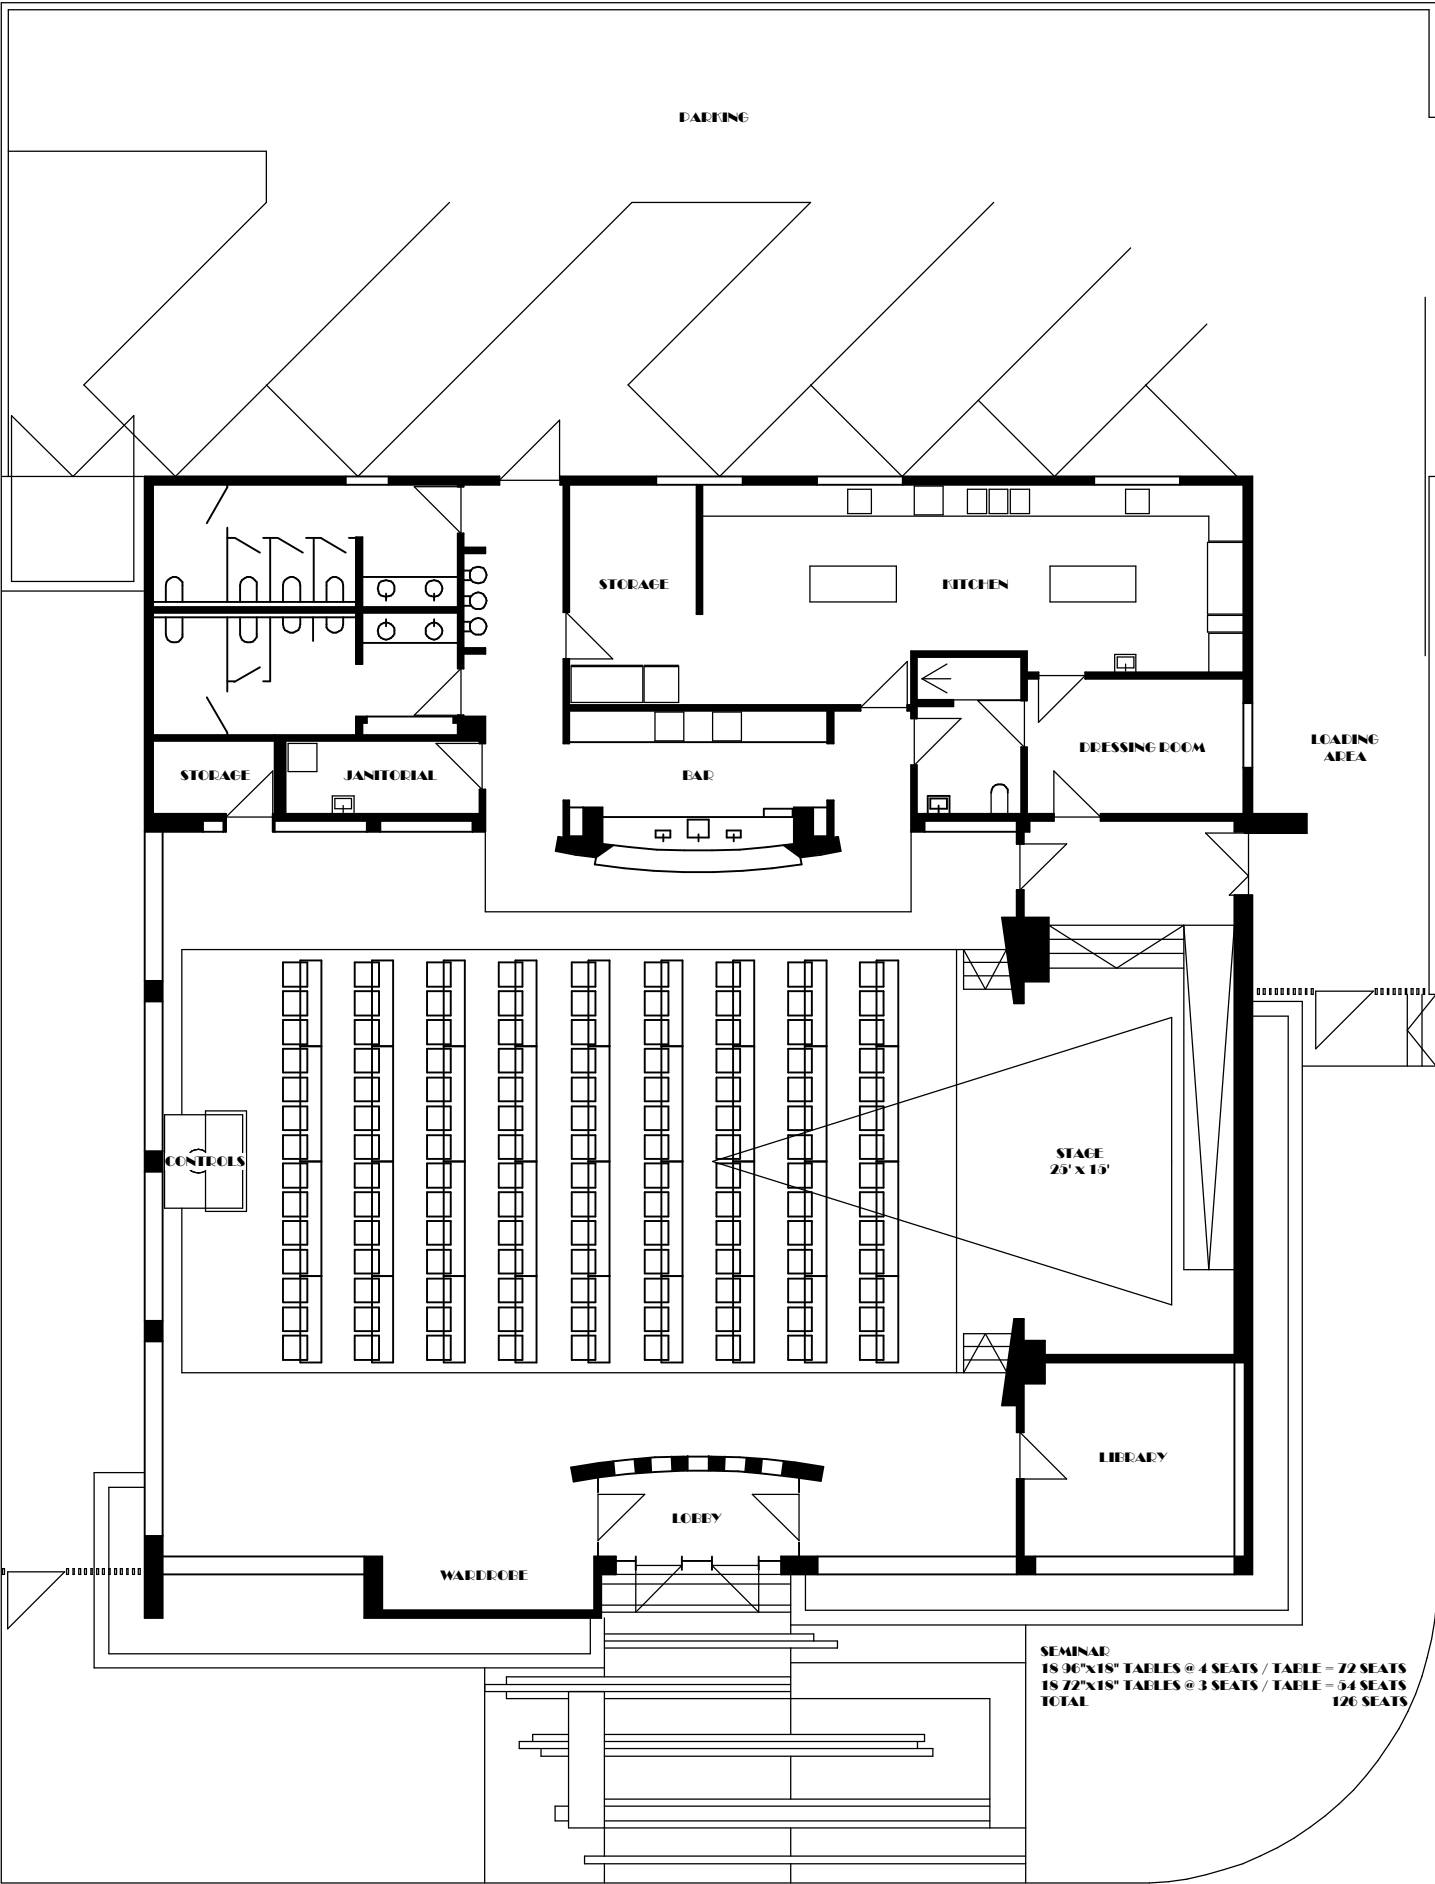 PARKING
STORAGE
KITCHEN
STORAGE
JANITORIAL
BAR
DRESSING ROOM
LOADING
AREA
CONTROLS
STAGE
25' x 15'
LIBRARY
LOBBY
WARDROBE
SEMINAR
18 96"x18" TABLES @ 4 SEATS / TABLE = 72 SEATS
18 72"x18" TABLES @ 3 SEATS / TABLE = 54 SEATS
TOTAL 126 SEATS